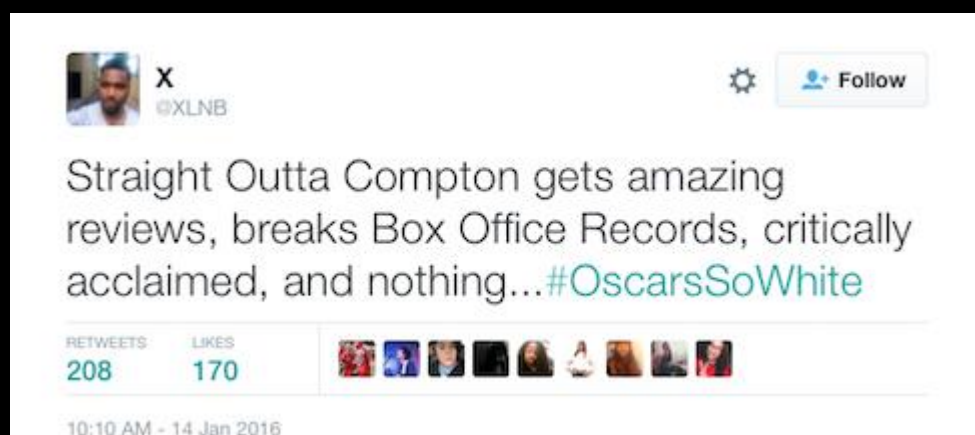 X
@XLNB
Follow
Straight Outta Compton gets amazing
reviews, breaks Box Office Records, critically
acclaimed, and nothing...#OscarsSoWhite
RETWEETS LIKES
208 170
10:10 AM - 14 Jan 2016